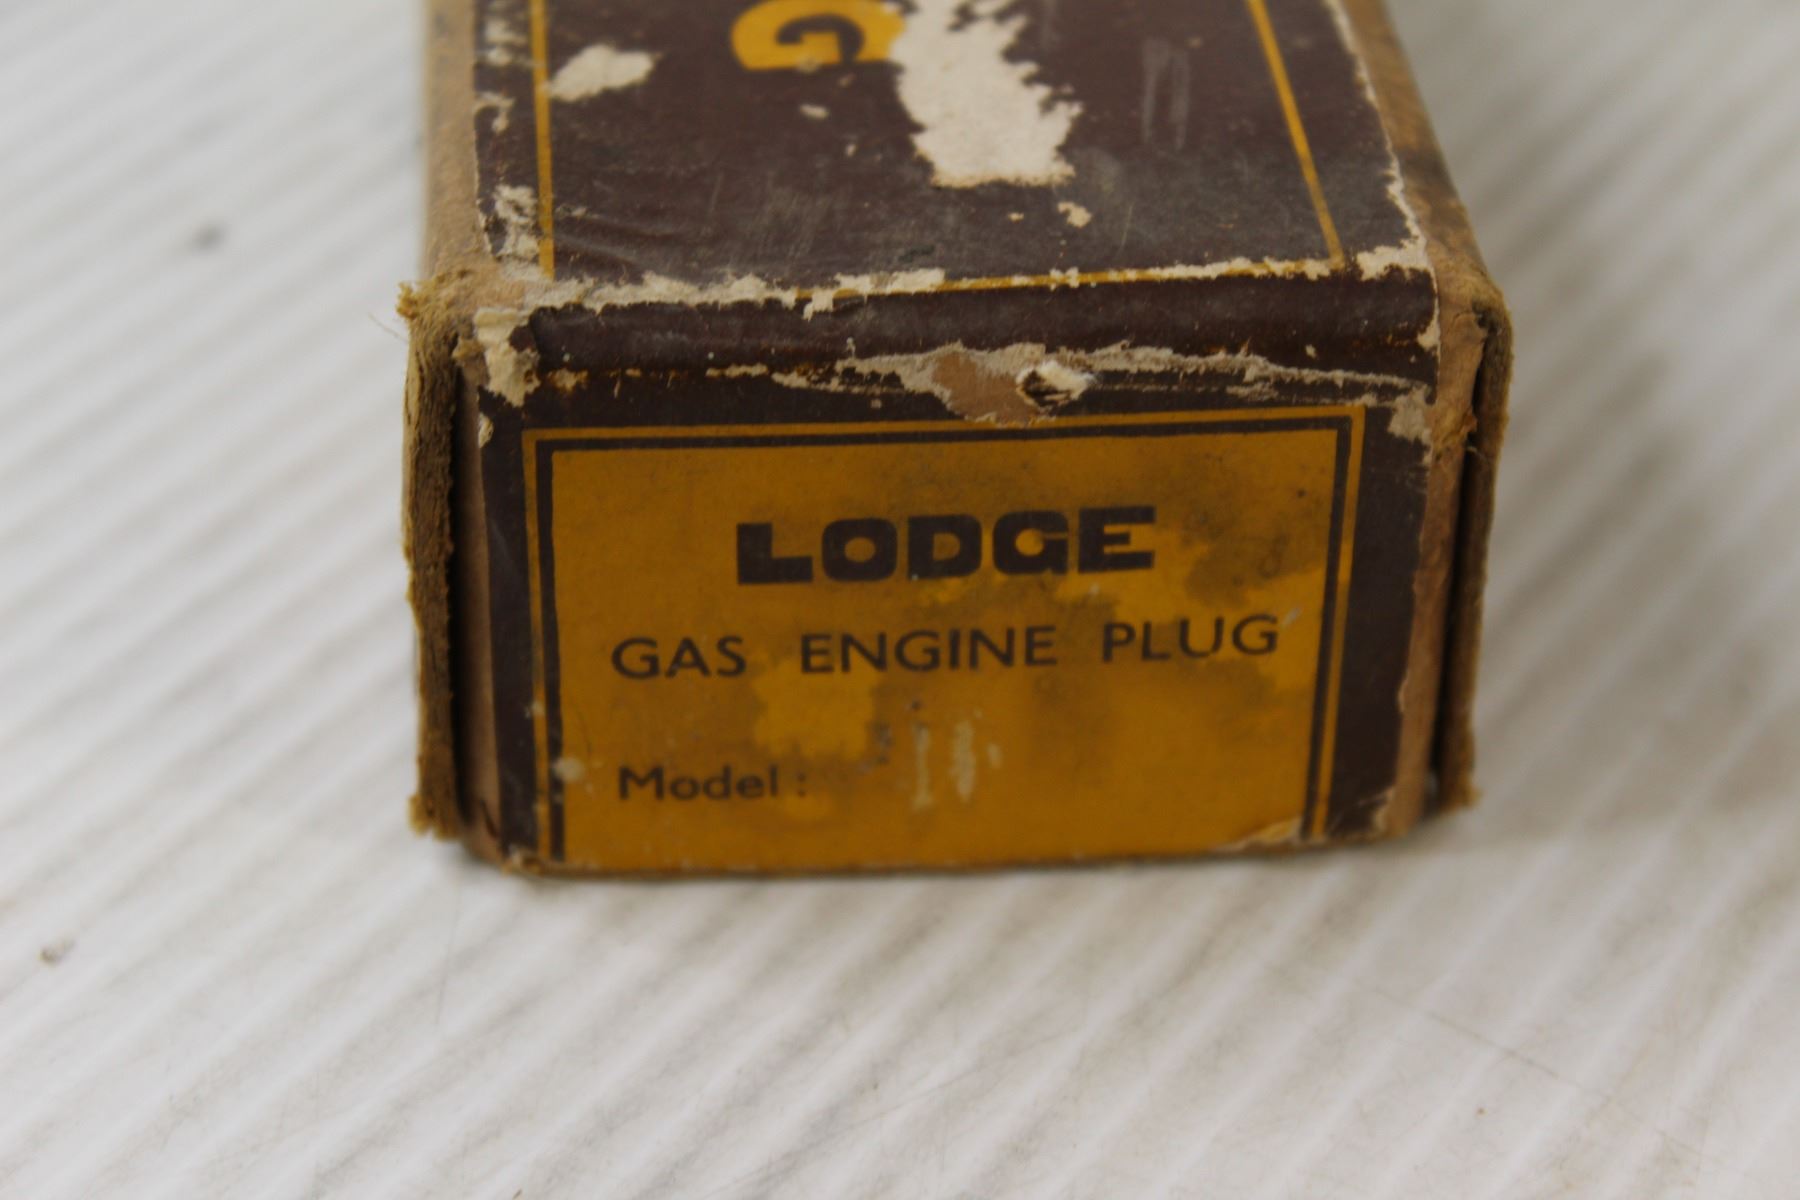 G
LODGE
GAS ENGINE PLUG
Model :